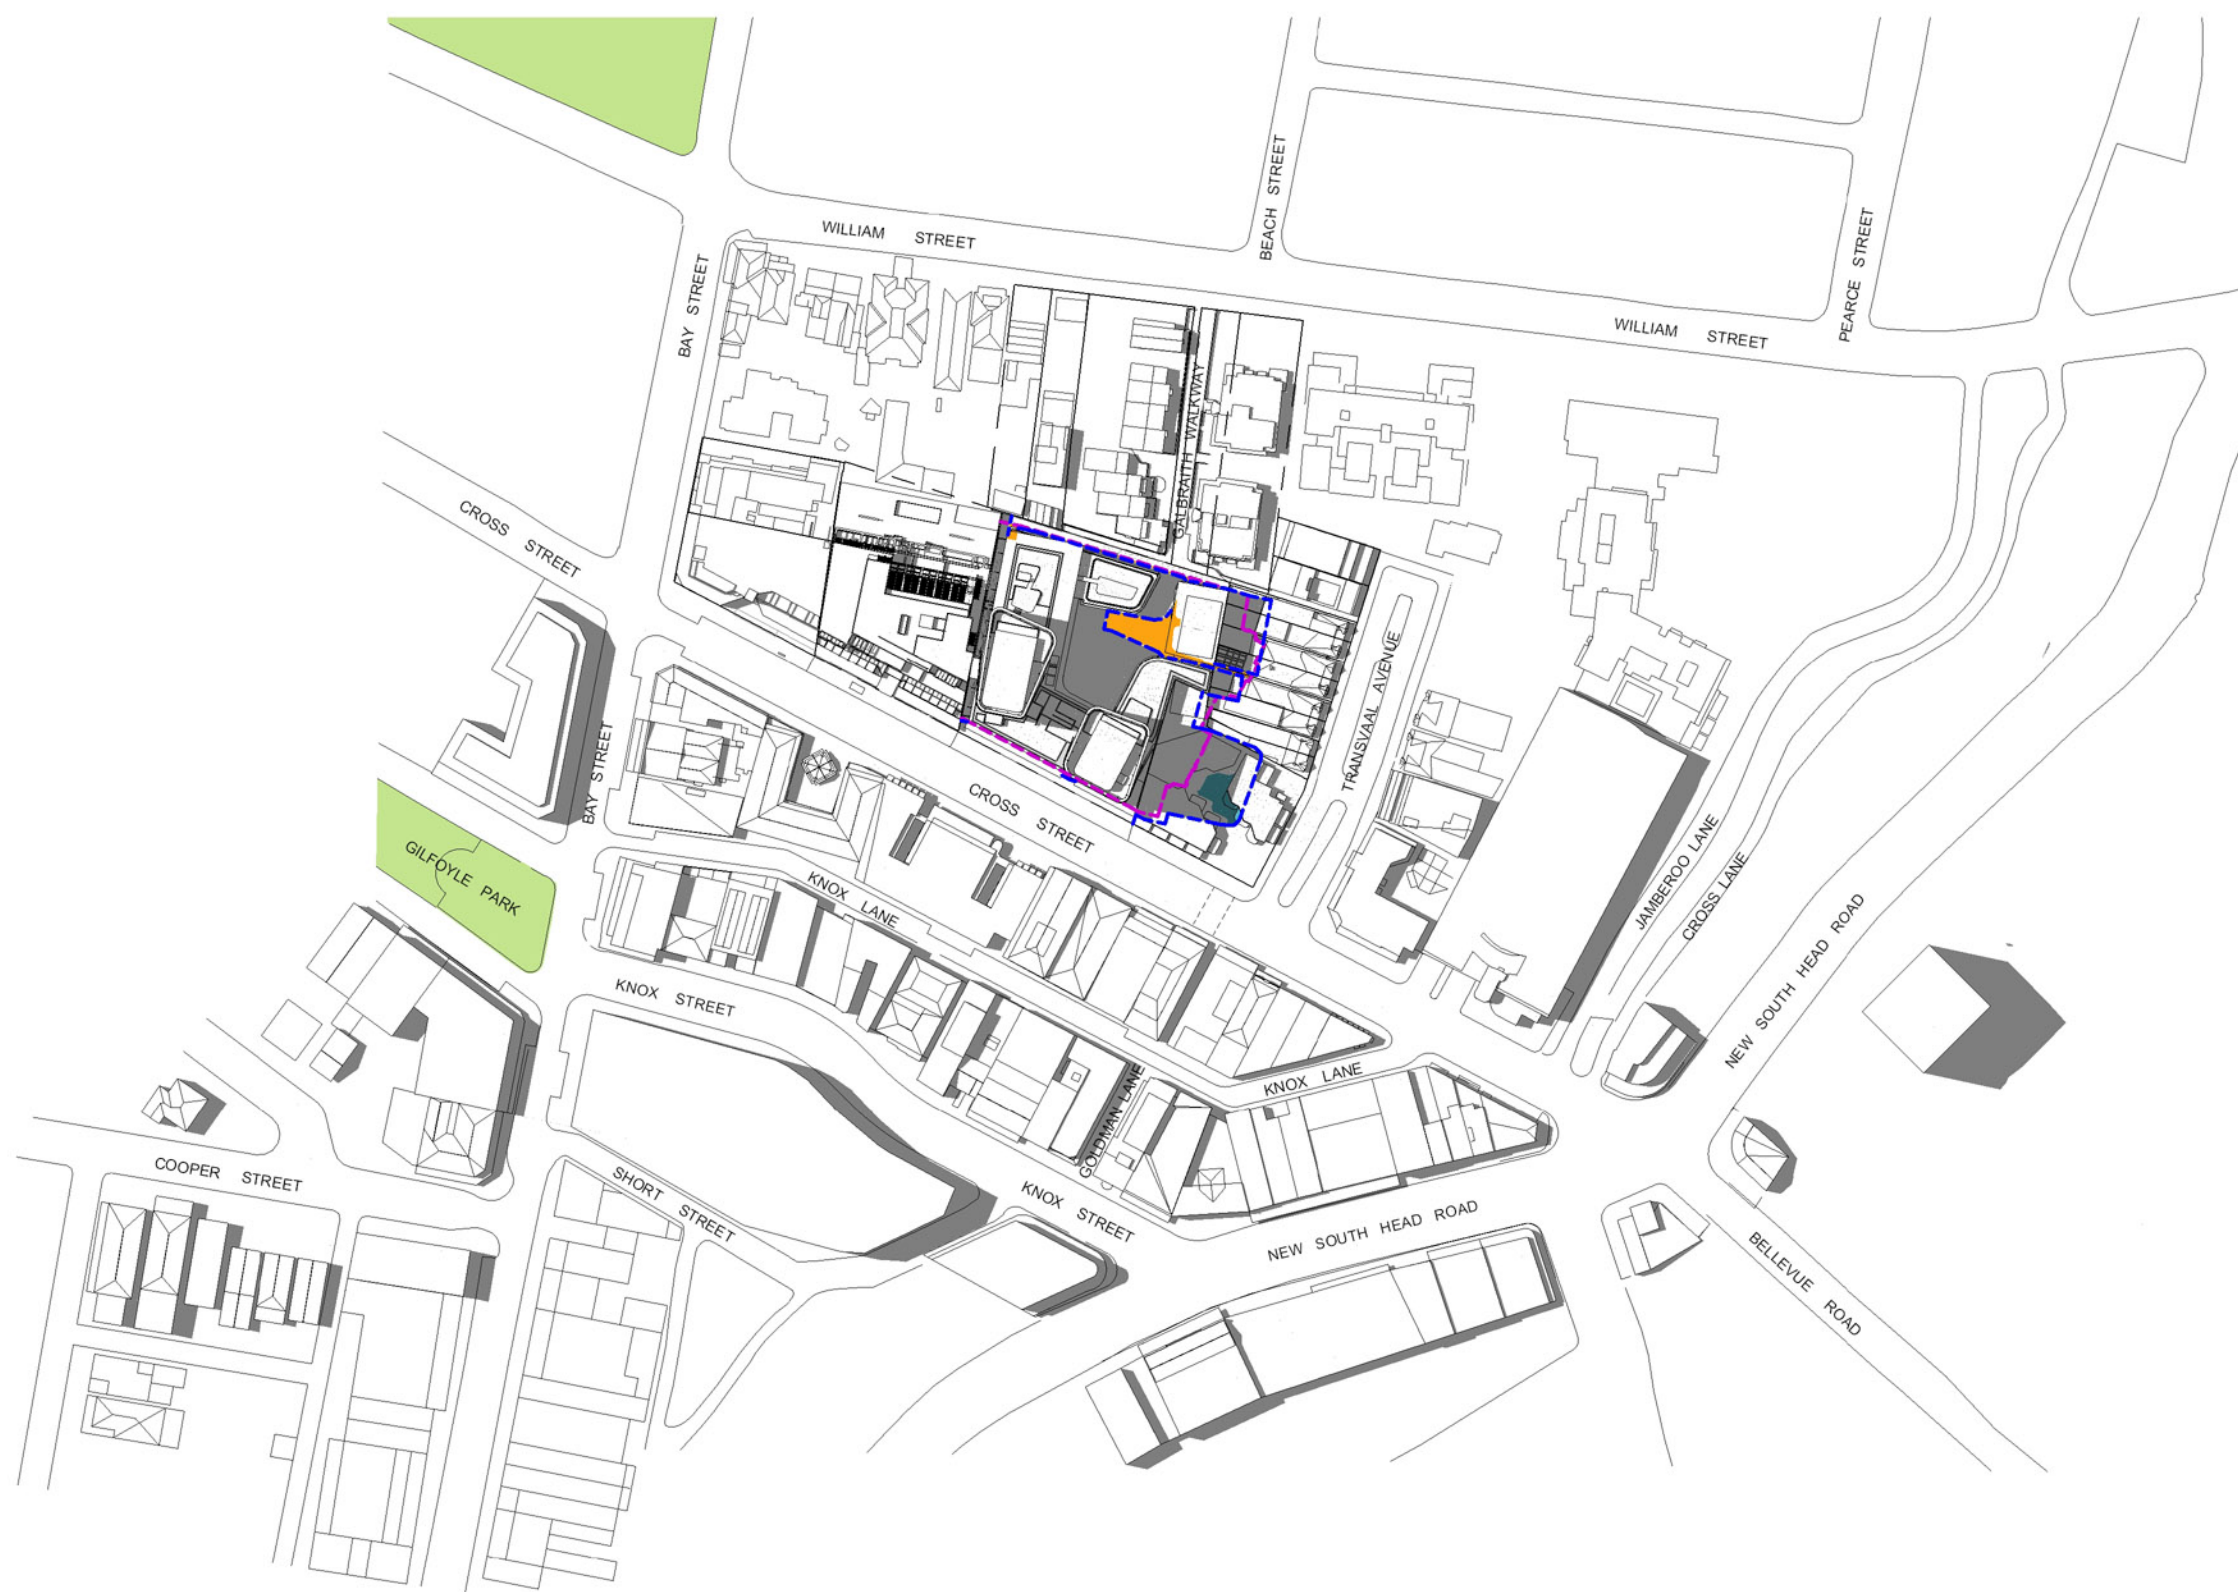 WILLIAM STREET
BEACH STREET
PEARCE STREET
BAY STREET
WILLIAM STREET
GALBRAITH WALKWAY
CROSS STREET
TRANSVAAL AVENUE
BAY STREET
CROSS STREET
GILFOYLE PARK
KNOX LANE
JAMBEROO LANE
CROSS LANE
NEW SOUTH HEAD ROAD
KNOX STREET
KNOX LANE
GOLDMAN LANE
COOPER STREET
SHORT STREET
KNOX STREET
NEW SOUTH HEAD ROAD
BELLEVUE ROAD